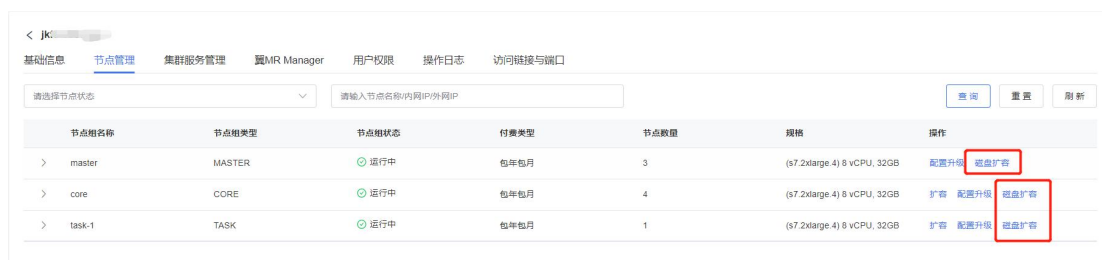 < jk
基础信息 节点管理 集群服务管理 翼MR Manager 用户权限 操作日志 访问链接与端口
请选择节点状态 请输入节点名称/内网IP/外网IP 查询 重置 刷新
节点组名称 节点组类型 节点组状态 付费类型 节点数量 规格 操作
> master MASTER 运行中 包年包月 3 (s7.2xlarge.4) 8 vCPU, 32GB 配置升级 磁盘扩容
> core CORE 运行中 包年包月 4 (s7.2xlarge.4) 8 vCPU, 32GB 扩容 配置升级 磁盘扩容
> task-1 TASK 运行中 包年包月 1 (s7.2xlarge.4) 8 vCPU, 32GB 扩容 配置升级 磁盘扩容